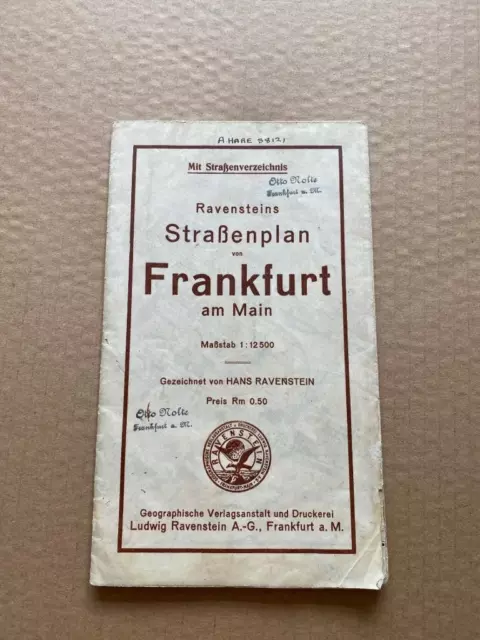 A HARE 58121
Mit Straßenverzeichnis
Otto Nolte
Frankfurt a. M.
Ravensteins
Straßenplan
von
Frankfurt
am Main
Maßstab 1:12500
Gezeichnet von HANS RAVENSTEIN
Preis Rm 0.50
Otto Nolte
Frankfurt a. M.
RAVENSTEIN
Geographische Verlagsanstalt und Druckerei
Ludwig Ravenstein A.-G., Frankfurt a. M.